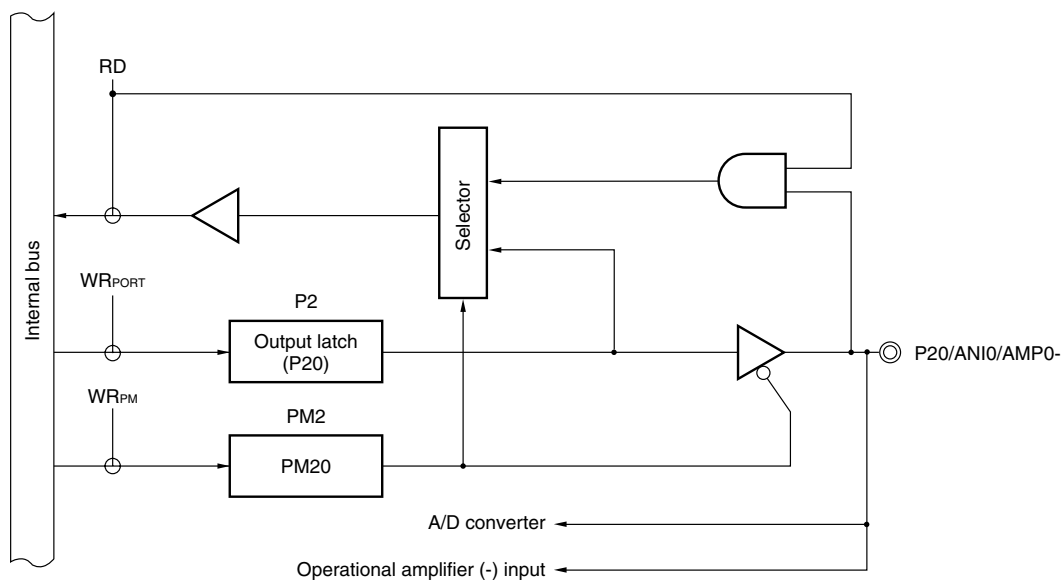 RD
Internal bus
Selector
WRPORT
P2
Output latch
(P20)
P20/ANI0/AMP0-
WRPM
PM2
PM20
A/D converter
Operational amplifier (-) input